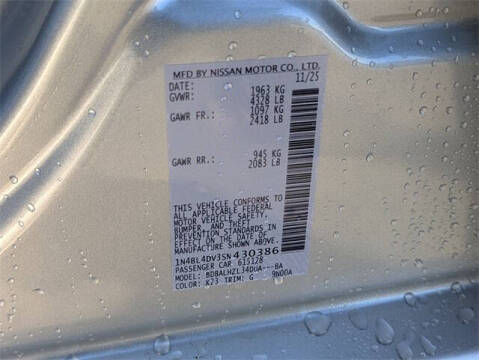 MFD BY NISSAN MOTOR CO., LTD.
DATE: 11/25
GVWR: 1963 KG
4328 LB
GAWR FR.: 1097 KG
2418 LB
GAWR RR.: 945 KG
2083 LB
THIS VEHICLE CONFORMS TO
ALL APPLICABLE FEDERAL
MOTOR VEHICLE SAFETY,
BUMPER, AND THEFT
PREVENTION STANDARDS IN
EFFECT ON THE DATE OF
MANUFACTURE SHOWN ABOVE.
1N4BL4DV3SN430386
PASSENGER CAR 615128
MODEL: BDBALHZL34DUA---BA
COLOR: K23 TRIM: G